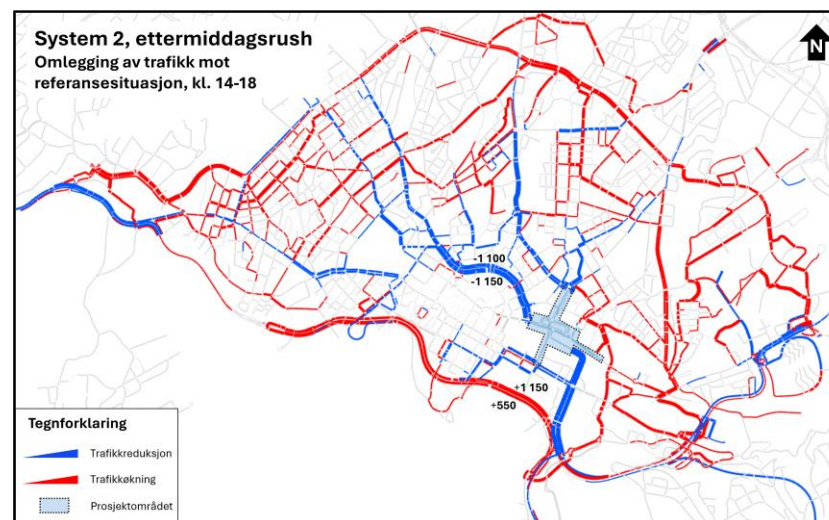 System 2, ettermiddagsrush
Omlegging av trafikk mot
referansesituasjon, kl. 14-18
N
-1 100
-1 150
+1 150
+550
Tegnforklaring
Trafikkreduksjon
Trafikkøkning
Prosjektområdet